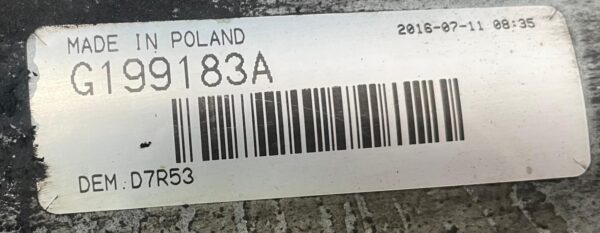 MADE IN POLAND
2016-07-11 08:35
G199183A
DEM.D7R53